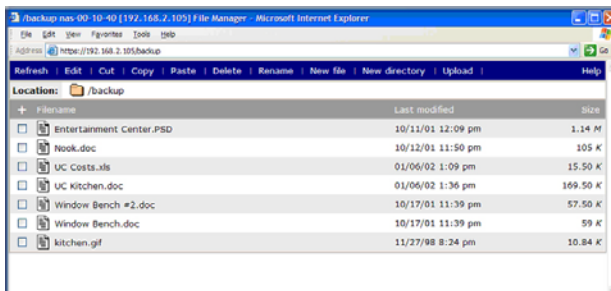 /backup nas-00-10-40 [192.168.2.105] File Manager - Microsoft Internet Explorer
File Edit View Favorites Tools Help
Address https://192.168.2.105/backup Go
Refresh | Edit | Cut | Copy | Paste | Delete | Rename | New file | New directory | Upload | Help
Location: /backup
+ Filename Last modified Size
Entertainment Center.PSD 10/11/01 12:09 pm 1.14 M
Nook.doc 10/12/01 11:50 pm 105 K
UC Costs.xls 01/06/02 1:09 pm 15.50 K
UC Kitchen.doc 01/06/02 1:36 pm 169.50 K
Window Bench #2.doc 10/17/01 11:39 pm 57.50 K
Window Bench.doc 10/17/01 11:39 pm 59 K
kitchen.gif 11/27/98 8:24 pm 10.84 K